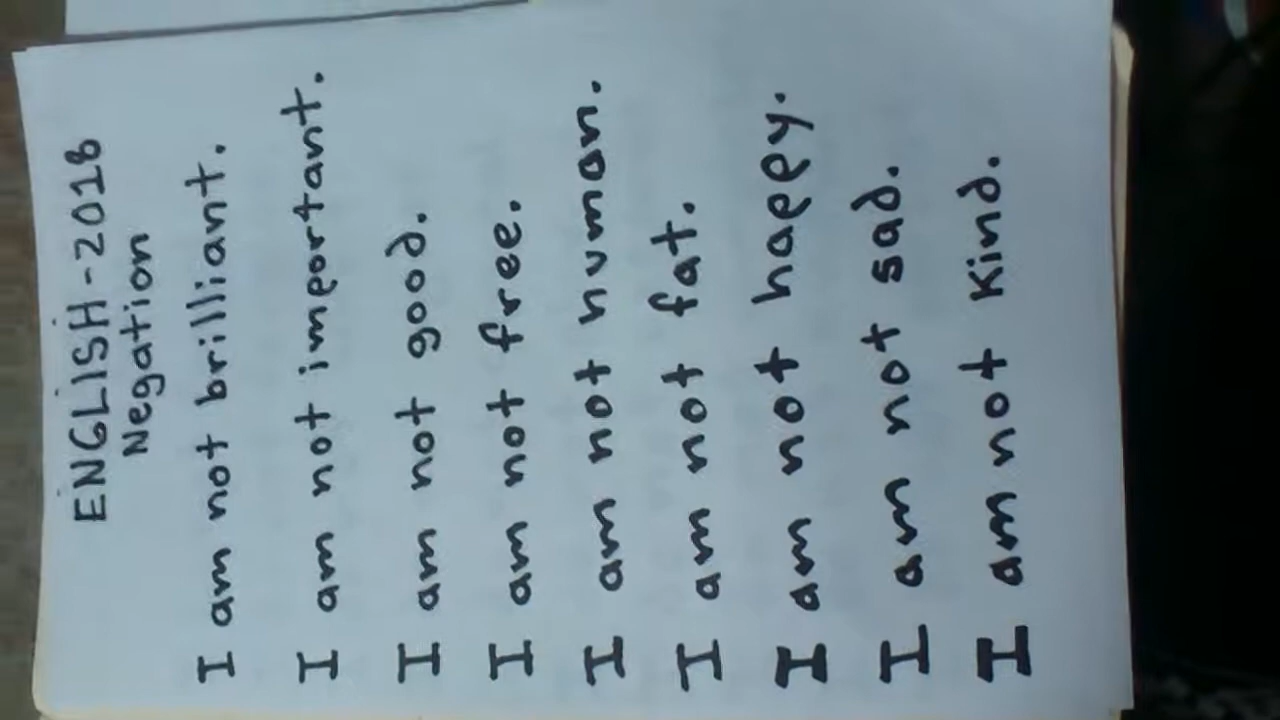 ENGLISH-2018
Negation
I am not brilliant.
I am not important.
I am not good.
I am not free.
I am not human.
I am not fat.
I am not happy.
I am not sad.
I am not kind.